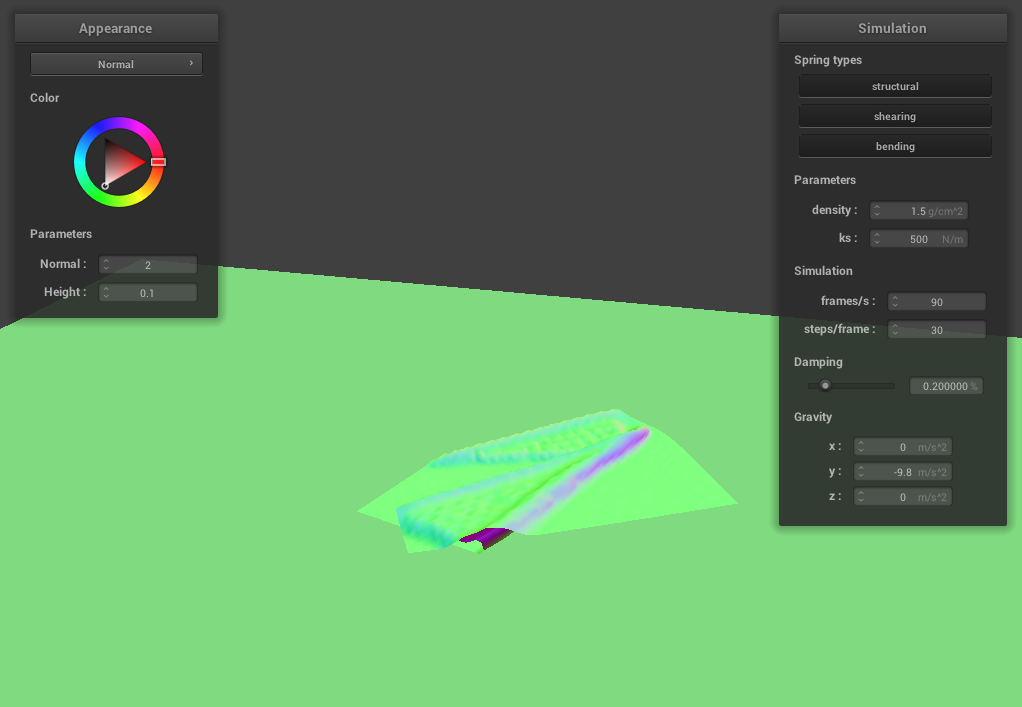 Appearance
Normal
Color
Parameters
Normal : 2
Height : 0.1
Simulation
Spring types
structural
shearing
bending
Parameters
density : 1.5 g/cm^2
ks : 500 N/m
Simulation
frames/s : 90
steps/frame : 30
Damping
0.200000 %
Gravity
x : 0 m/s^2
y : -9.8 m/s^2
z : 0 m/s^2